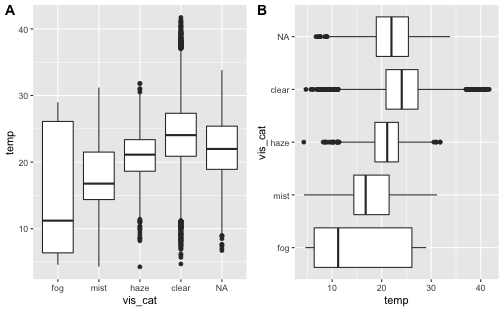 A
temp
40
30
20
10
fog mist haze clear NA
vis_cat
B
vis_cat
NA
clear
haze
mist
fog
10 20 30 40
temp